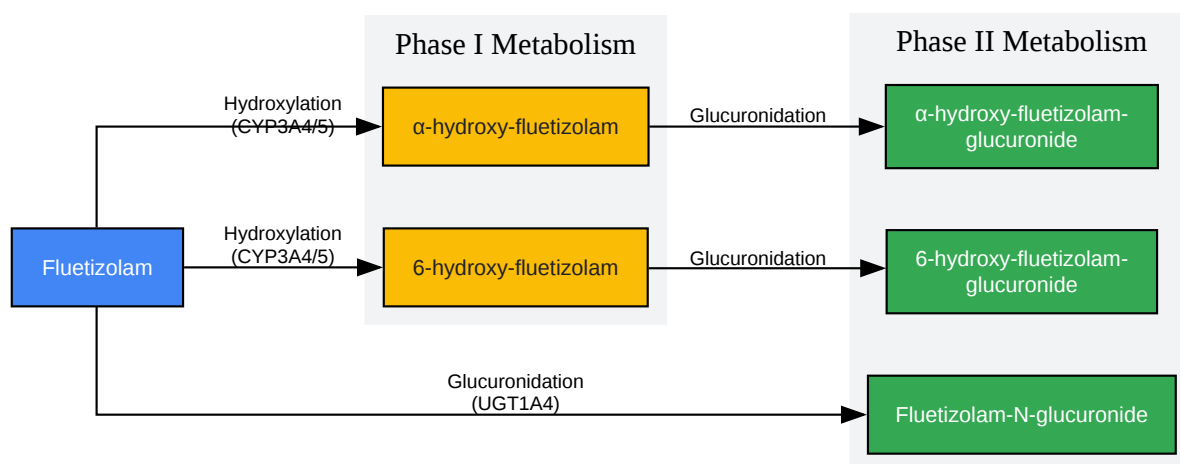 Phase I Metabolism
Phase II Metabolism
Hydroxylation
(CYP3A4/5)
α-hydroxy-fluetizolam
Glucuronidation
α-hydroxy-fluetizolam-
glucuronide
Fluetizolam
Hydroxylation
(CYP3A4/5)
6-hydroxy-fluetizolam
Glucuronidation
6-hydroxy-fluetizolam-
glucuronide
Glucuronidation
(UGT1A4)
Fluetizolam-N-glucuronide